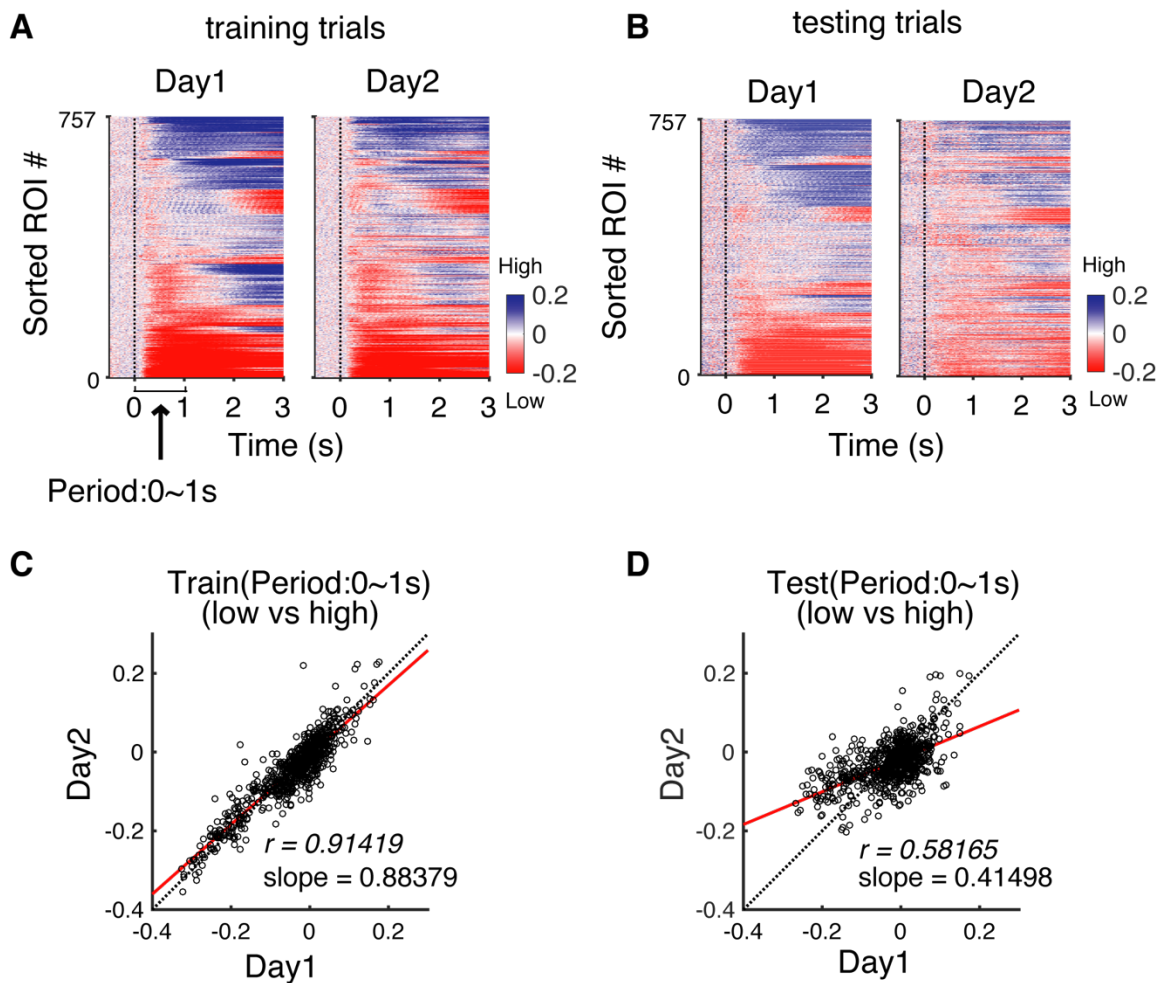 A
training trials
Day1
Day2
757
Sorted ROI #
0
0
1
2
3
0
1
2
3
Time (s)
Period:0~1s
High
0.2
0
-0.2
Low
B
testing trials
Day1
Day2
757
Sorted ROI #
0
0
1
2
3
0
1
2
3
Time (s)
High
0.2
0
-0.2
Low
C
Train(Period:0~1s)
(low vs high)
0.2
0
-0.2
-0.4
Day2
r = 0.91419
slope = 0.88379
-0.4
-0.2
0
0.2
Day1
D
Test(Period:0~1s)
(low vs high)
0.2
0
-0.2
-0.4
Day2
r = 0.58165
slope = 0.41498
-0.4
-0.2
0
0.2
Day1